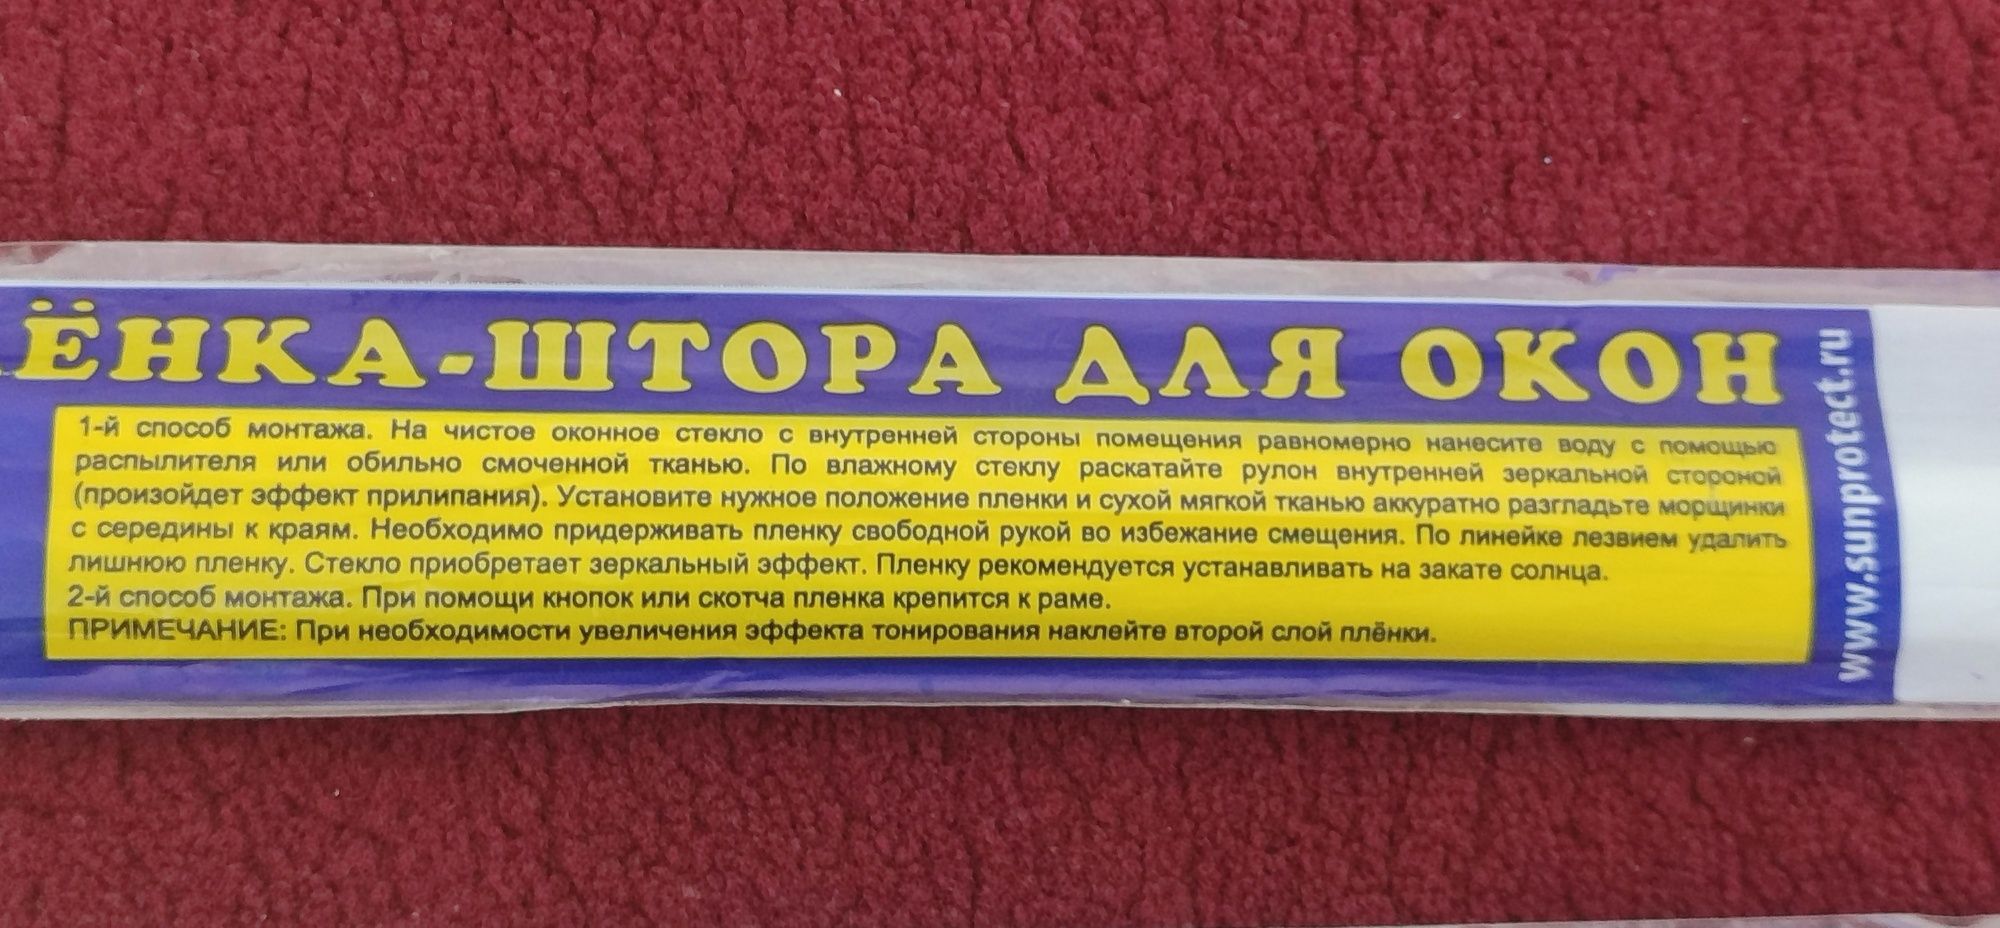 ЁНКА-ШТОРА ДЛЯ ОКОН
1-й способ монтажа. На чистое оконное стекло с внутренней стороны помещения равномерно нанесите воду с помощью
распылителя или обильно смоченной тканью. По влажному стеклу раскатайте рулон внутренней зеркальной стороной
(произойдет эффект прилипания). Установите нужное положение пленки и сухой мягкой тканью аккуратно разгладьте морщинки
с середины к краям. Необходимо придерживать пленку свободной рукой во избежание смещения. По линейке лезвием удалить
лишнюю пленку. Стекло приобретает зеркальный эффект. Пленку рекомендуется устанавливать на закате солнца.
2-й способ монтажа. При помощи кнопок или скотча пленка крепится к раме.
ПРИМЕЧАНИЕ: При необходимости увеличения эффекта тонирования наклейте второй слой плёнки.
www.sunprotect.ru